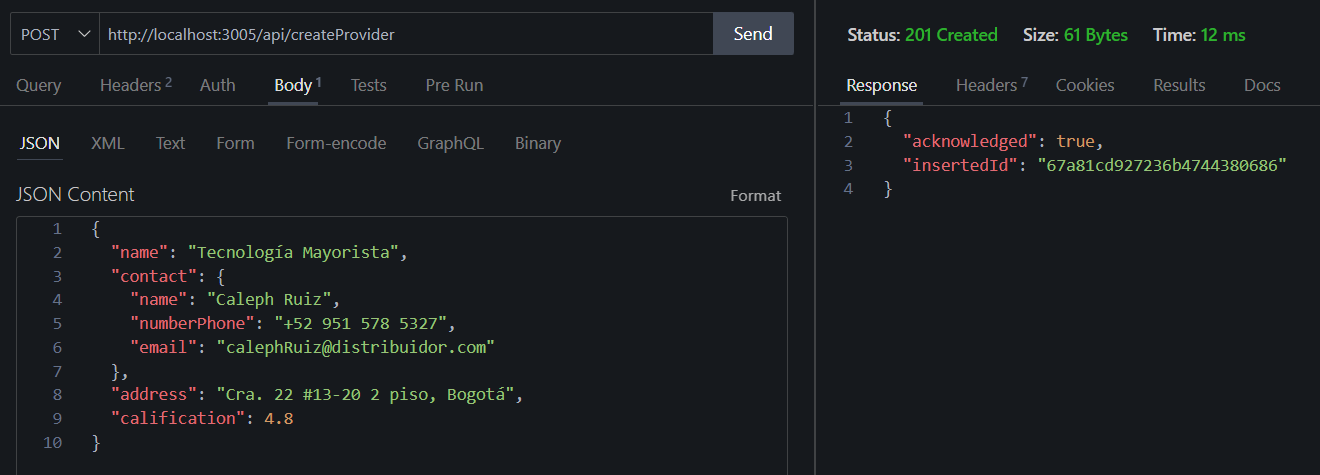 POST http://localhost:3005/api/createProvider Send
Query Headers 2 Auth Body 1 Tests Pre Run
JSON XML Text Form Form-encode GraphQL Binary
JSON Content Format
1 {
2 "name": "Tecnología Mayorista",
3 "contact": {
4 "name": "Caleph Ruiz",
5 "numberPhone": "+52 951 578 5327",
6 "email": "calephRuiz@distribuidor.com"
7 },
8 "address": "Cra. 22 #13-20 2 piso, Bogotá",
9 "calification": 4.8
10 }
Status: 201 Created Size: 61 Bytes Time: 12 ms
Response Headers 7 Cookies Results Docs
1 {
2 "acknowledged": true,
3 "insertedId": "67a81cd927236b4744380686"
4 }